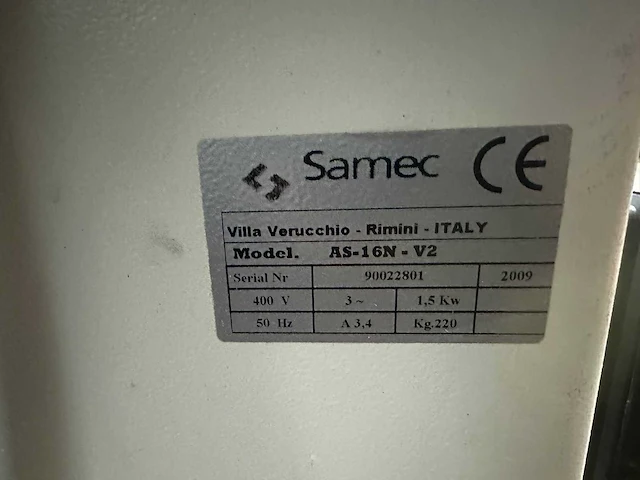 Samec CE
Villa Verucchio - Rimini - ITALY
Model. AS-16N - V2
Serial Nr 90022801 2009
400 V 3~ 1,5 Kw
50 Hz A 3,4 Kg.220